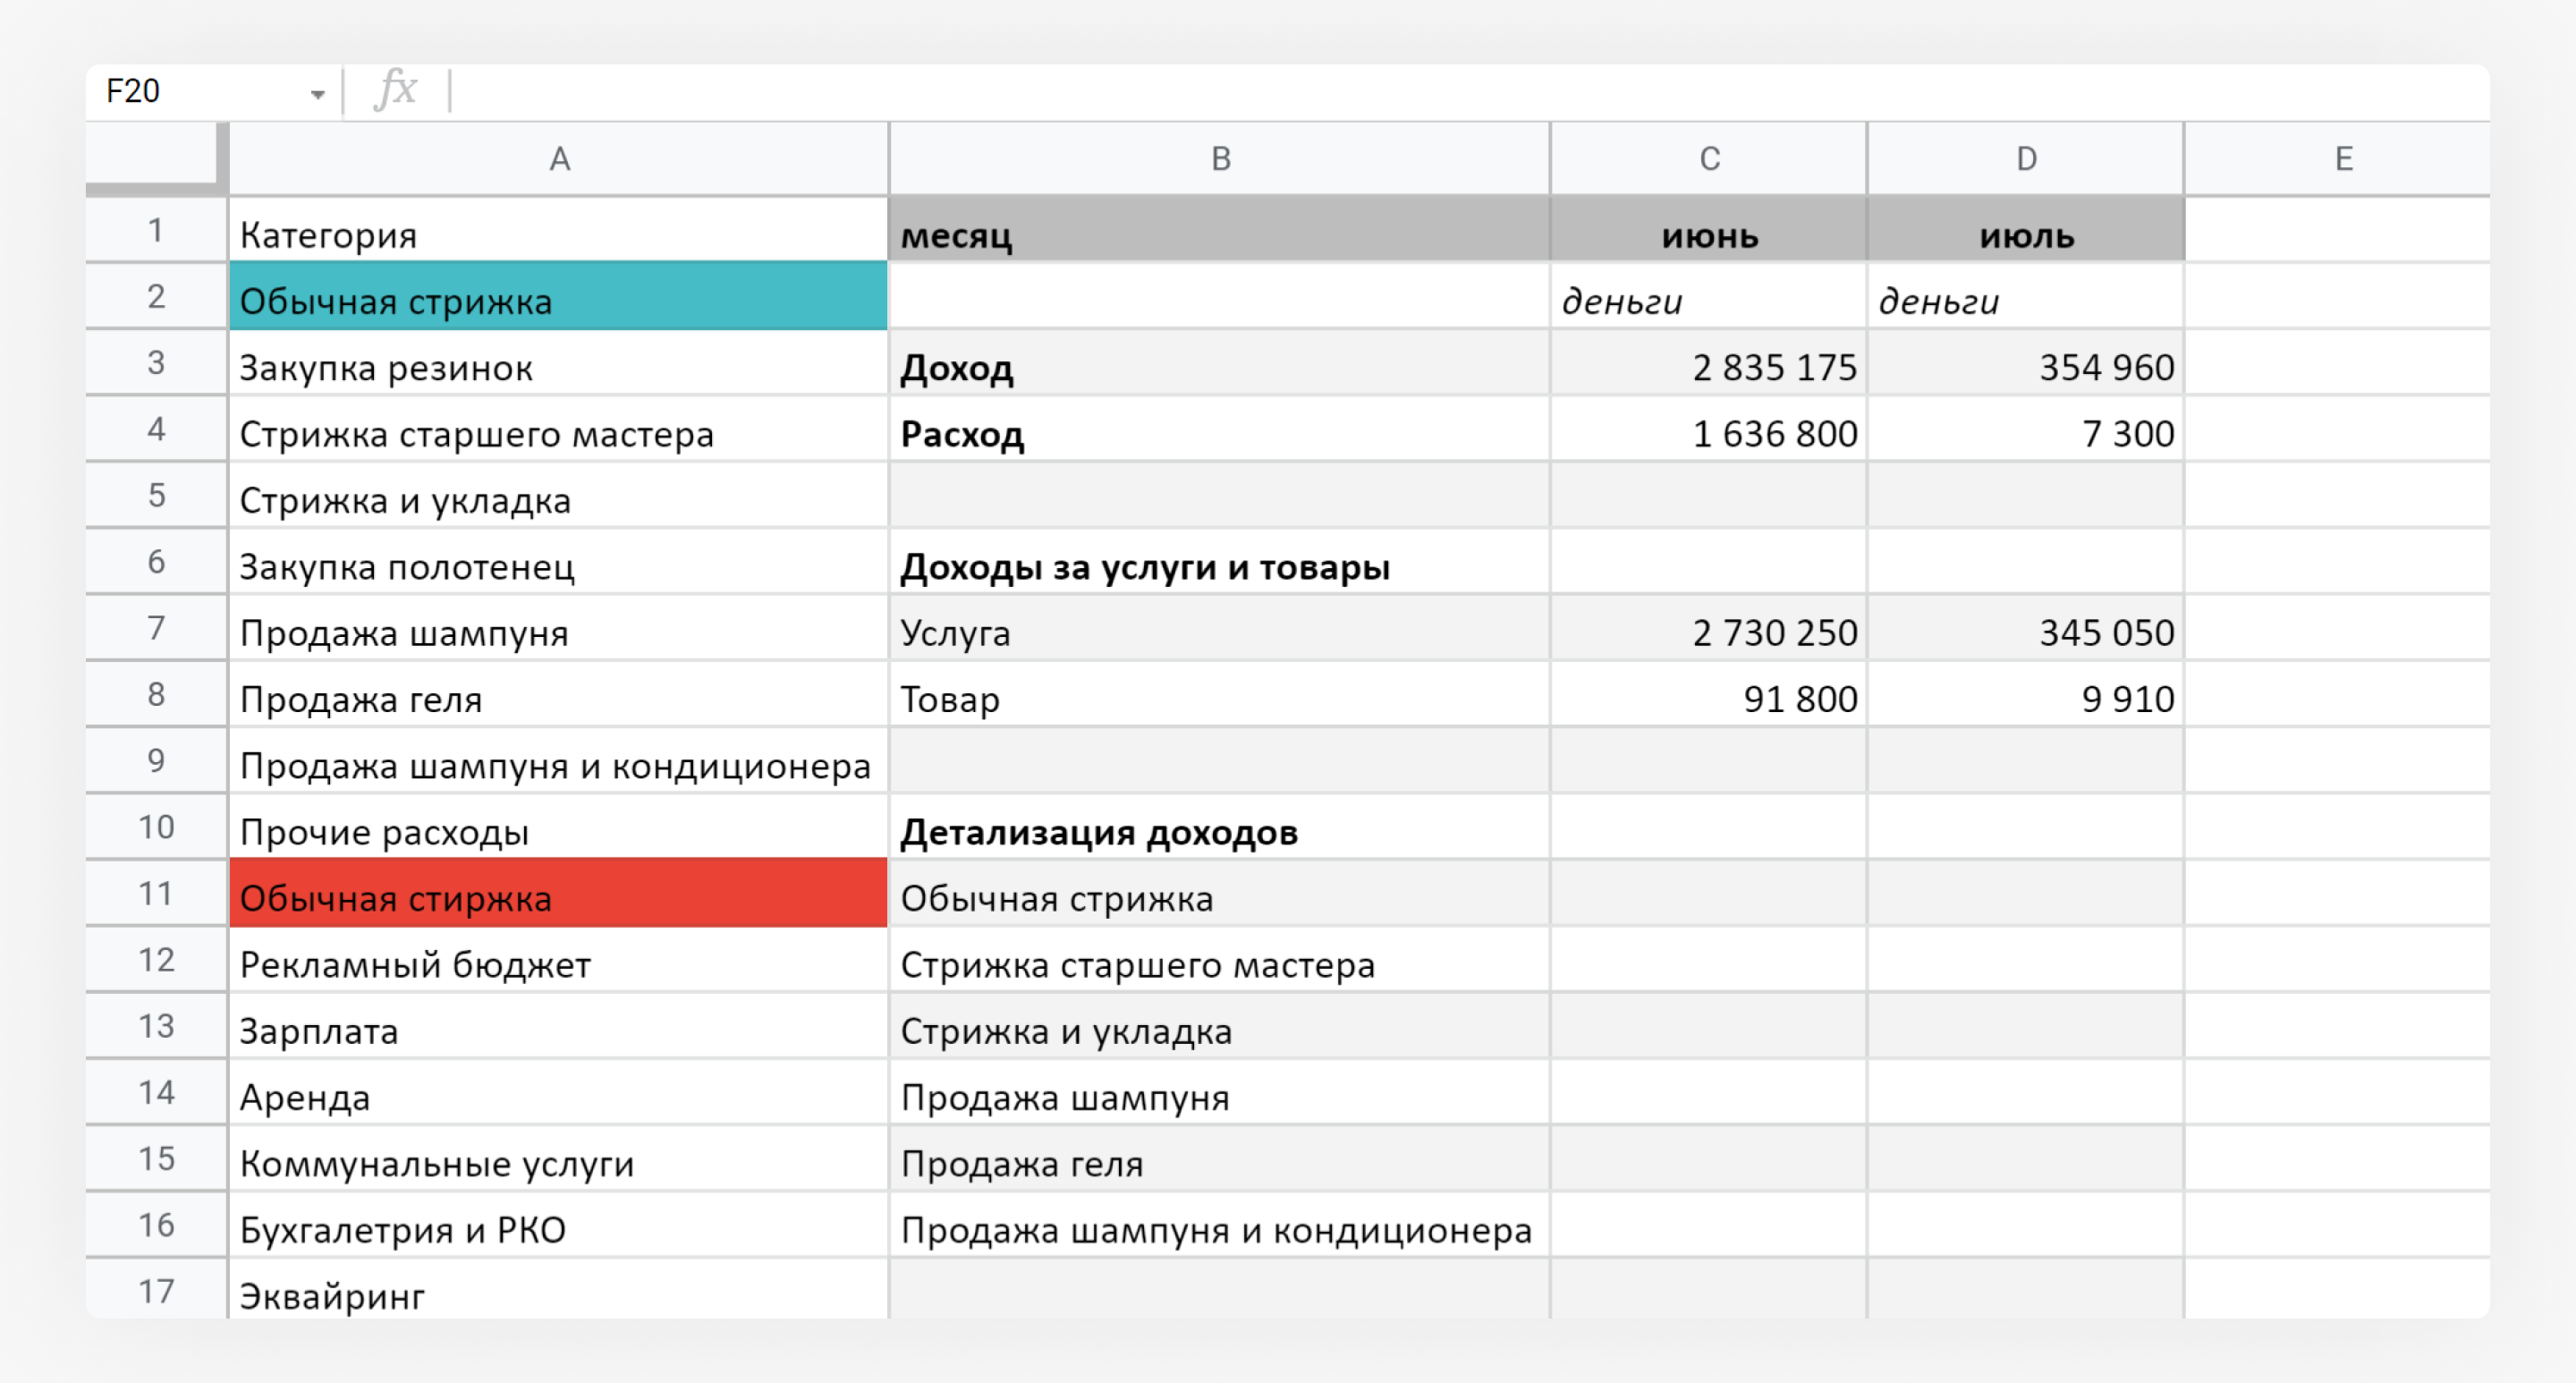 F20 fx
A B C D E
1 Категория месяц июнь июль
2 Обычная стрижка деньги деньги
3 Закупка резинок Доход 2 835 175 354 960
4 Стрижка старшего мастера Расход 1 636 800 7 300
5 Стрижка и укладка
6 Закупка полотенец Доходы за услуги и товары
7 Продажа шампуня Услуга 2 730 250 345 050
8 Продажа геля Товар 91 800 9 910
9 Продажа шампуня и кондиционера
10 Прочие расходы Детализация доходов
11 Обычная стиржка Обычная стрижка
12 Рекламный бюджет Стрижка старшего мастера
13 Зарплата Стрижка и укладка
14 Аренда Продажа шампуня
15 Коммунальные услуги Продажа геля
16 Бухгалетрия и РКО Продажа шампуня и кондиционера
17 Эквайринг